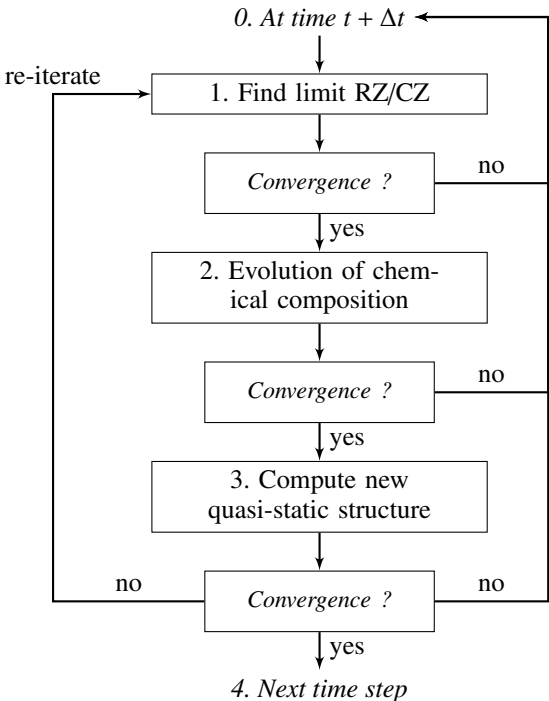 0. At time t + Δt
re-iterate
1. Find limit RZ/CZ
Convergence ?
no
yes
2. Evolution of chem-
ical composition
Convergence ?
no
yes
3. Compute new
quasi-static structure
no
Convergence ?
no
yes
4. Next time step